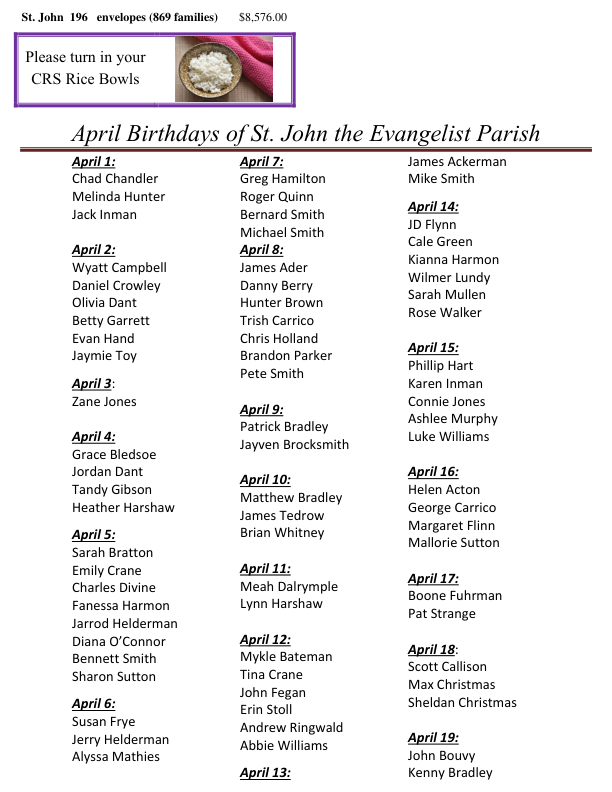 St. John  196   envelopes (869 families)      $8,576.00
Please turn in your
CRS Rice Bowls
April Birthdays of St. John the Evangelist Parish
April 1:
Chad Chandler
Melinda Hunter
Jack Inman
April 2:
Wyatt Campbell
Daniel Crowley
Olivia Dant
Betty Garrett
Evan Hand
Jaymie Toy
April 3:
Zane Jones
April 4:
Grace Bledsoe
Jordan Dant
Tandy Gibson
Heather Harshaw
April 5:
Sarah Bratton
Emily Crane
Charles Divine
Fanessa Harmon
Jarrod Helderman
Diana O’Connor
Bennett Smith
Sharon Sutton
April 6:
Susan Frye
Jerry Helderman
Alyssa Mathies
April 7:
Greg Hamilton
Roger Quinn
Bernard Smith
Michael Smith
April 8:
James Ader
Danny Berry
Hunter Brown
Trish Carrico
Chris Holland
Brandon Parker
Pete Smith
April 9:
Patrick Bradley
Jayven Brocksmith
April 10:
Matthew Bradley
James Tedrow
Brian Whitney
April 11:
Meah Dalrymple
Lynn Harshaw
April 12:
Mykle Bateman
Tina Crane
John Fegan
Erin Stoll
Andrew Ringwald
Abbie Williams
April 13:
James Ackerman
Mike Smith
April 14:
JD Flynn
Cale Green
Kianna Harmon
Wilmer Lundy
Sarah Mullen
Rose Walker
April 15:
Phillip Hart
Karen Inman
Connie Jones
Ashlee Murphy
Luke Williams
April 16:
Helen Acton
George Carrico
Margaret Flinn
Mallorie Sutton
April 17:
Boone Fuhrman
Pat Strange
April 18:
Scott Callison
Max Christmas
Sheldan Christmas
April 19:
John Bouvy
Kenny Bradley